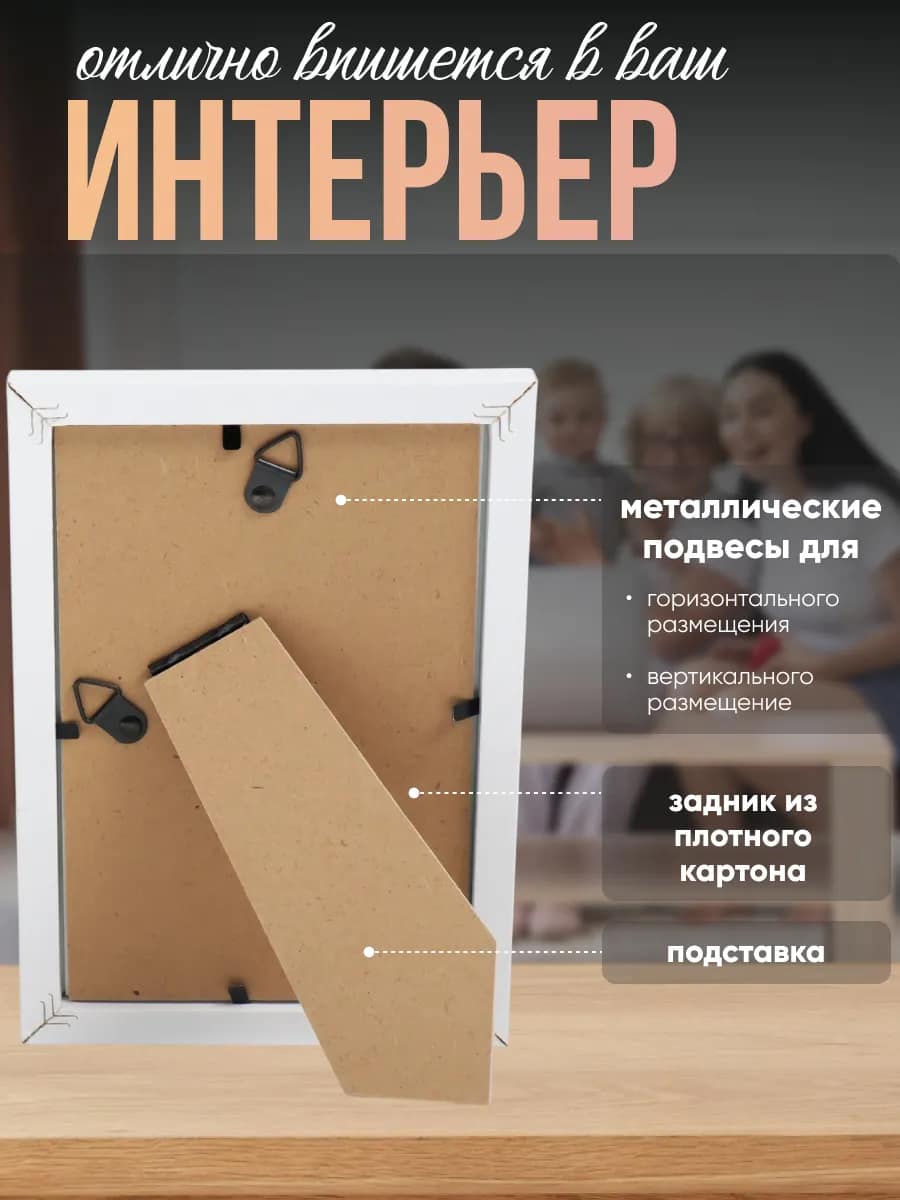 отлично впишется в ваш
ИНТЕРЬЕР
металлические
подвесы для
• горизонтального
размещения
• вертикального
размещение
задник из
плотного
картона
подставка